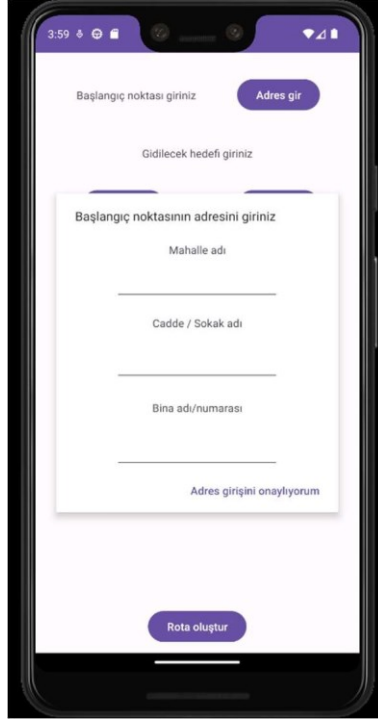 3:59
Başlangıç noktası giriniz
Adres gir
Gidilecek hedefi giriniz
Başlangıç noktasının adresini giriniz
Mahalle adı
Cadde / Sokak adı
Bina adı/numarası
Adres girişini onaylıyorum
Rota oluştur